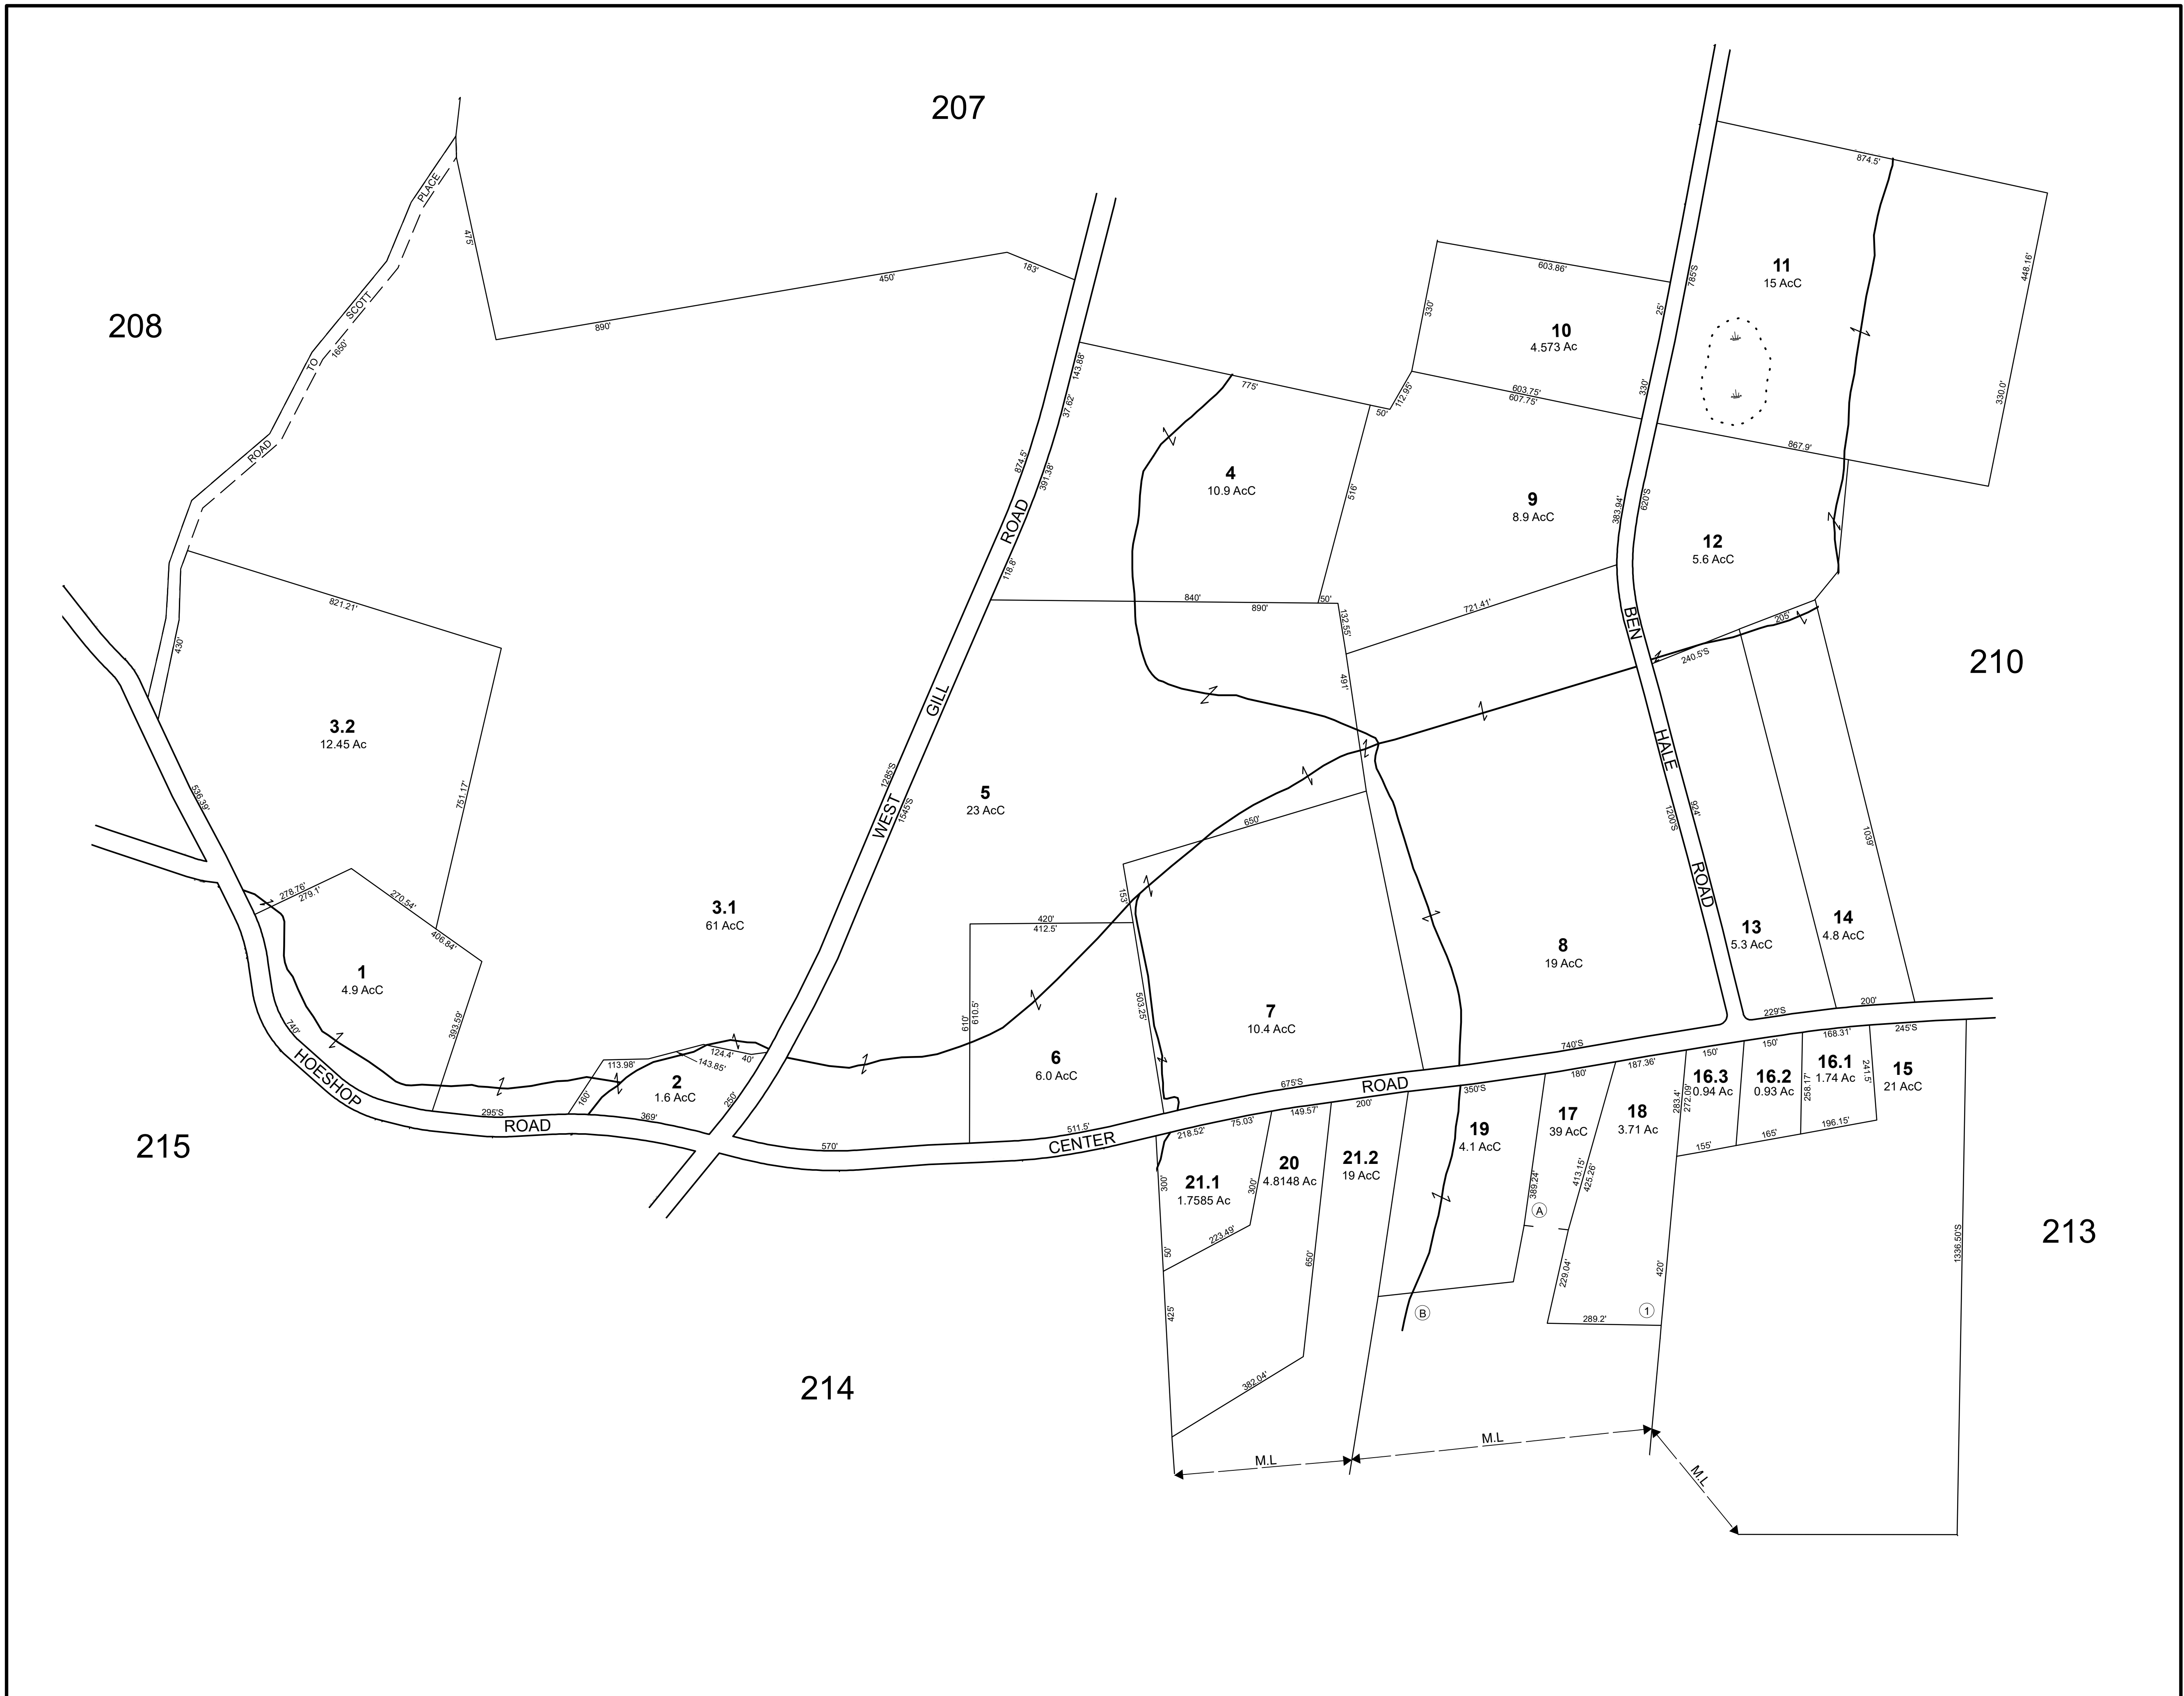 207
208
210
213
214
215
ROAD TO SCOTT PLACE
1650'
475'
890'
450'
183'
430'
821.21'
3.2
12.45 Ac
751.17'
536.39'
278.76'
279.1'
270.54'
406.84'
1
4.9 AcC
393.59'
740'
HOESHOP
ROAD
295'S
3.1
61 AcC
113.98'
124.4'
40'
143.85'
160'
2
1.6 AcC
250'
369'
WEST GILL ROAD
143.88'
37.62'
874.5'
391.38'
118.8'
1285'S
1545'S
775'
50'
112.95'
4
10.9 AcC
516'
840'
890'
50'
132.55'
491'
5
23 AcC
650'
153'
420'
412.5'
610'
610.5'
503.25'
6
6.0 AcC
570'
511.5'
7
10.4 AcC
675'S
CENTER ROAD
8
19 AcC
740'S
721.41'
9
8.9 AcC
603.75'
607.75'
383.94'
10
4.573 Ac
603.86'
330'
25'
330'
785'S
11
15 AcC
874.5'
448.16'
330.0'
867.9'
12
5.6 AcC
620'S
205'
240.5'S
BEN HALE ROAD
1200'S
924'
13
5.3 AcC
229'S
14
4.8 AcC
1039'
200'
15
21 AcC
245'S
241.5'
1336.50'S
16.1
1.74 Ac
168.31'
258.17'
196.15'
16.2
0.93 Ac
150'
165'
16.3
0.94 Ac
150'
283.4'
272.09'
155'
17
39 AcC
180'
18
3.71 Ac
187.36'
413.15'
425.26'
229.04'
289.2'
420'
1
19
4.1 AcC
350'S
389.24'
A
B
20
4.8148 Ac
149.57'
650'
382.04'
21.1
1.7585 Ac
218.52'
75.03'
300'
300'
223.49'
50'
425'
21.2
19 AcC
200'
M.L
M.L
M.L